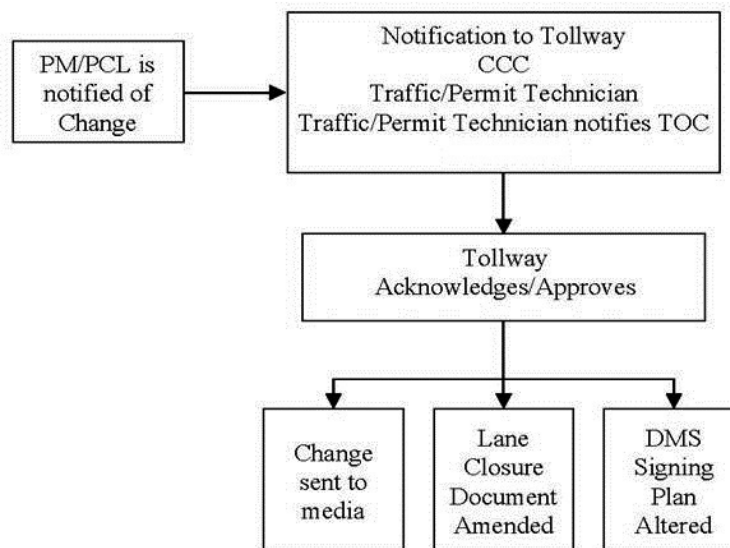 PM/PCL is
notified of
Change
Notification to Tollway
CCC
Traffic/Permit Technician
Traffic/Permit Technician notifies TOC
Tollway
Acknowledges/Approves
Change
sent to
media
Lane
Closure
Document
Amended
DMS
Signing
Plan
Altered